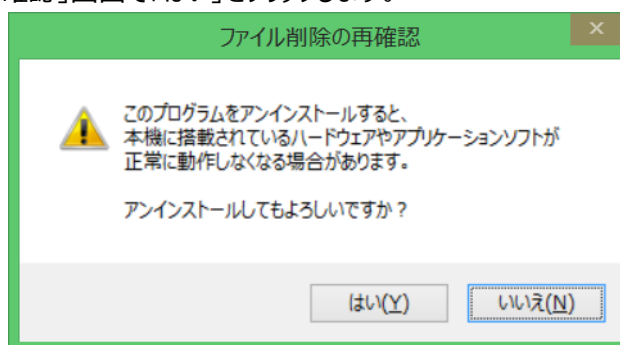 確認」画面で「はい」をクリックします。
ファイル削除の再確認
このプログラムをアンインストールすると、
本機に搭載されているハードウェアやアプリケーションソフトが
正常に動作しなくなる場合があります。
アンインストールしてもよろしいですか？
はい(Y)
いいえ(N)